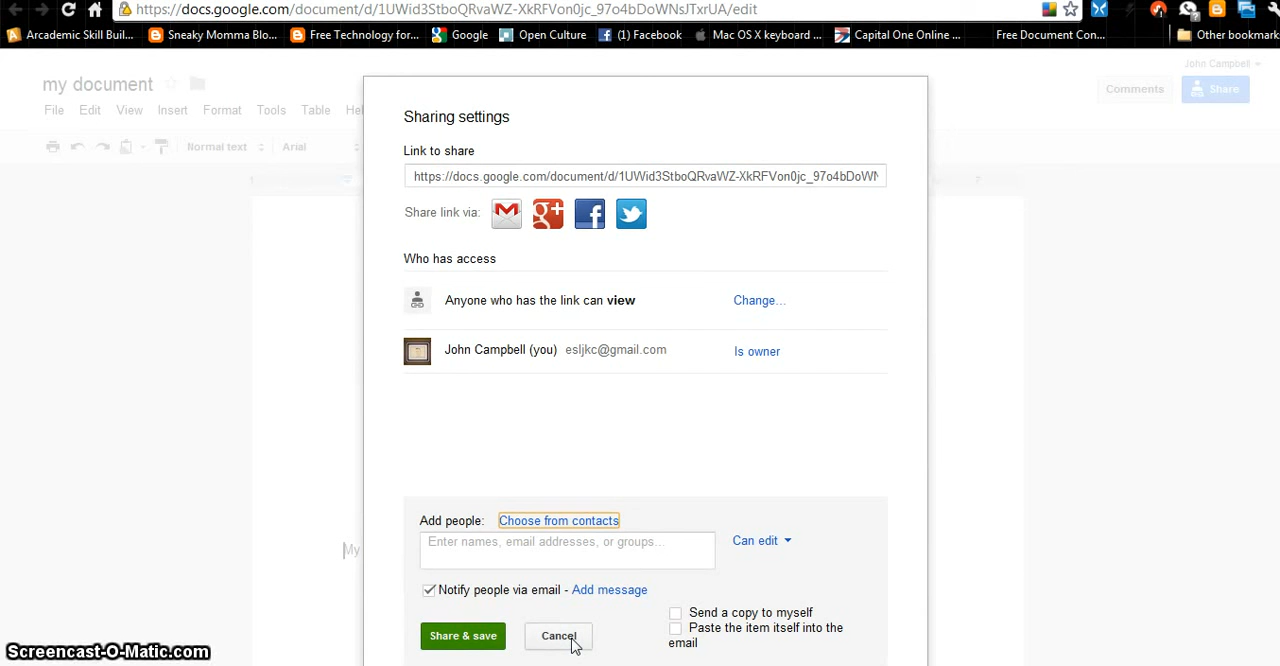 https://docs.google.com/document/d/1UWid3StboQRvaWZ-XkRFVon0jc_97o4bDoWNsJTxrUA/edit
Arcademic Skill Buil... Sneaky Momma Blo... Free Technology for... Google Open Culture (1) Facebook Mac OS X keyboard ... Capital One Online ... Free Document Con... Other bookmark
John Campbell
my document
Comments Share
File Edit View Insert Format Tools Table Hel
Normal text Arial
Sharing settings
Link to share
https://docs.google.com/document/d/1UWid3StboQRvaWZ-XkRFVon0jc_97o4bDoWN
Share link via:
Who has access
Anyone who has the link can view Change...
John Campbell (you) esljkc@gmail.com Is owner
Add people: Choose from contacts
Enter names, email addresses, or groups... Can edit
My
Notify people via email - Add message
Send a copy to myself
Paste the item itself into the
email
Share & save Cancel
Screencast-O-Matic.com